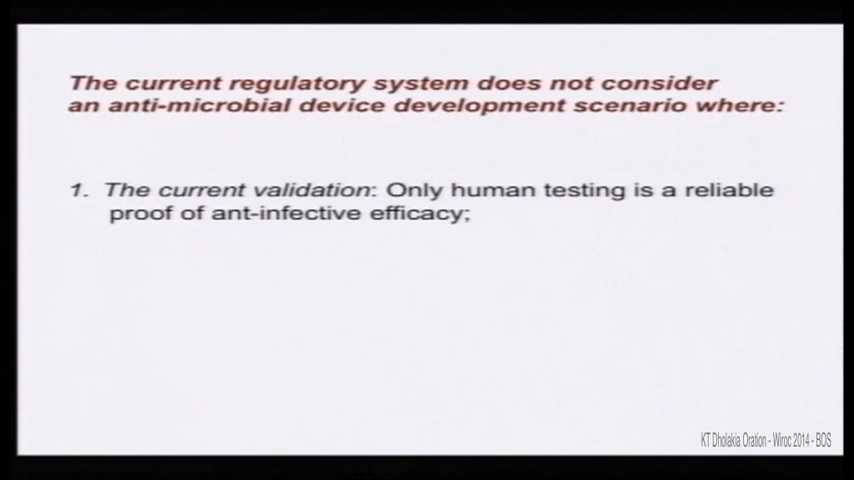 The current regulatory system does not consider
an anti-microbial device development scenario where:
1. The current validation: Only human testing is a reliable
proof of ant-infective efficacy;
KT Dholakia Oration - Wiroc 2014 - BOS